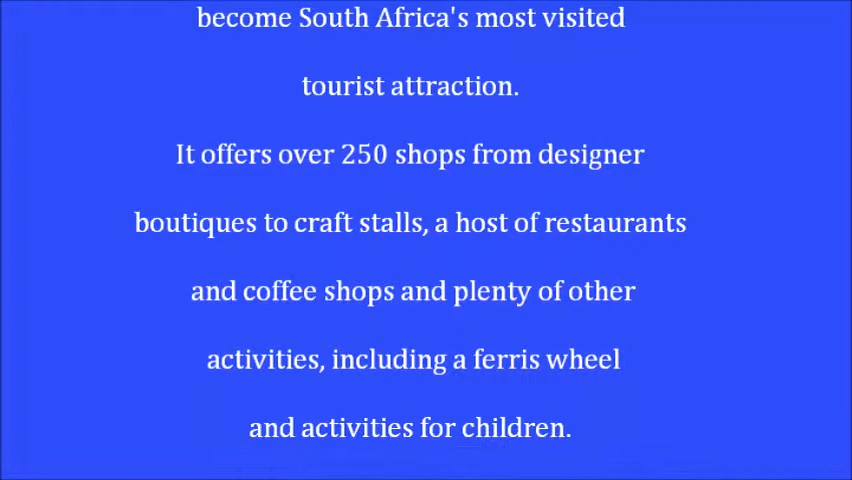 become South Africa's most visited
tourist attraction.
It offers over 250 shops from designer
boutiques to craft stalls, a host of restaurants
and coffee shops and plenty of other
activities, including a ferris wheel
and activities for children.